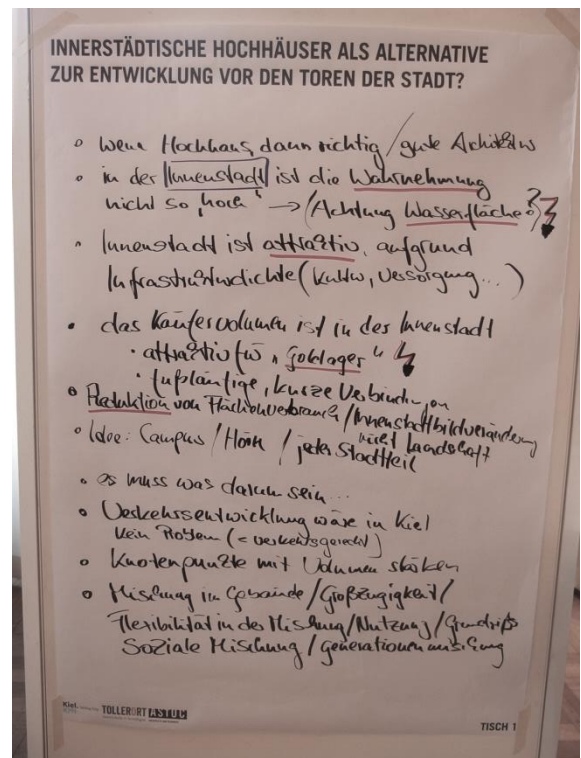 INNERSTÄDTISCHE HOCHHÄUSER ALS ALTERNATIVE
ZUR ENTWICKLUNG VOR DEN TOREN DER STADT?
• wenn Hochhaus, dann richtig / gute Architektur
• in der Innenstadt ist die Wahrnehmung
nicht so "hoch" → (Achtung Wasserfläche?)
• Innenstadt ist attraktiv, aufgrund
Infrastrukturdichte (Kultur, Versorgung...)
• das Käufervolumen ist in der Innenstadt
• attraktiv für "Goldlager"
• fußläufige, kurze Verbindungen
• Reduktion von Flächenverbrauch / Innenstadtbildveränderung
nicht Landschaft
• Idee: Campus / Hörn / jeder Stadtteil
• es muss was darum sein...
• Verkehrsentwicklung wäre in Kiel
kein Problem (= verkehrsgerecht)
• Knotenpunkte mit Volumen stärken
• Mischung im Gebäude / Großzügigkeit /
Flexibilität in der Mischung / Nutzung / Grundriss
Soziale Mischung / Generationenmischung
Kiel. TOLLERORT ASTOC
TISCH 1